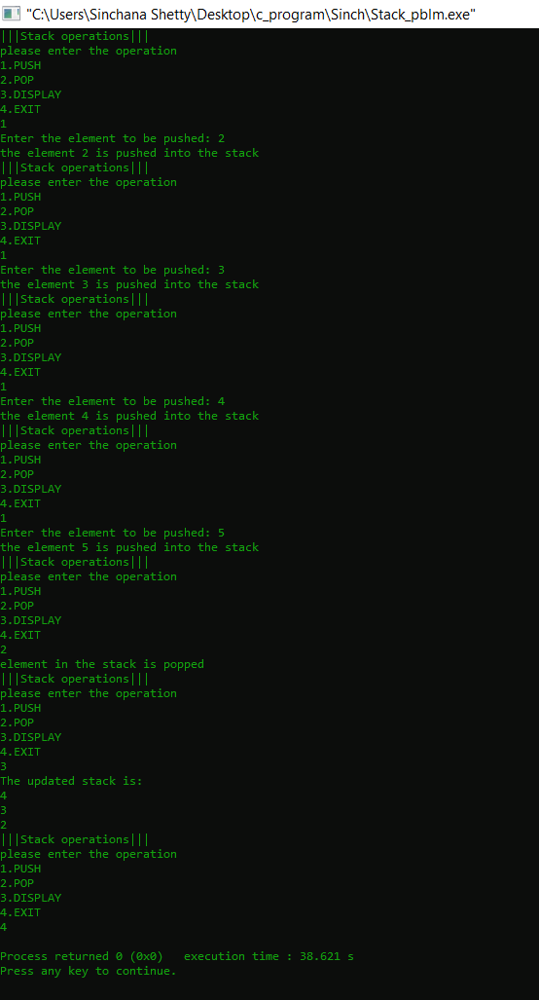 "C:\Users\Sinchana Shetty\Desktop\c_program\Sinch\Stack_pblm.exe"
|||Stack operations|||
please enter the operation
1.PUSH
2.POP
3.DISPLAY
4.EXIT
1
Enter the element to be pushed: 2
the element 2 is pushed into the stack
|||Stack operations|||
please enter the operation
1.PUSH
2.POP
3.DISPLAY
4.EXIT
1
Enter the element to be pushed: 3
the element 3 is pushed into the stack
|||Stack operations|||
please enter the operation
1.PUSH
2.POP
3.DISPLAY
4.EXIT
1
Enter the element to be pushed: 4
the element 4 is pushed into the stack
|||Stack operations|||
please enter the operation
1.PUSH
2.POP
3.DISPLAY
4.EXIT
1
Enter the element to be pushed: 5
the element 5 is pushed into the stack
|||Stack operations|||
please enter the operation
1.PUSH
2.POP
3.DISPLAY
4.EXIT
2
element in the stack is popped
|||Stack operations|||
please enter the operation
1.PUSH
2.POP
3.DISPLAY
4.EXIT
3
The updated stack is:
4
3
2
|||Stack operations|||
please enter the operation
1.PUSH
2.POP
3.DISPLAY
4.EXIT
4
Process returned 0 (0x0)   execution time : 38.621 s
Press any key to continue.